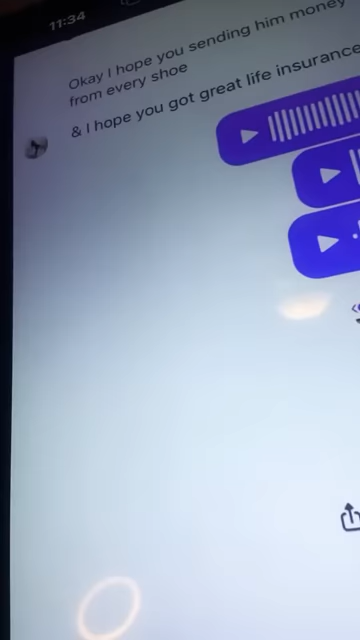 11:34
Okay I hope you sending him money
from every shoe
& I hope you got great life insurance